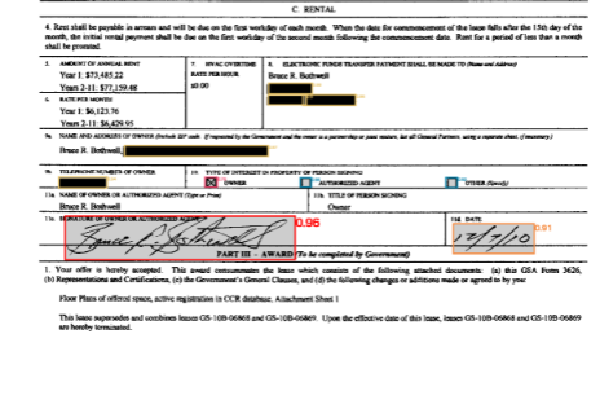 C. RENTAL
4. Rent shall be payable in arrears and will be due on the first workday of each month. When the date for commencement of the lease falls after the 15th day of the
month, the initial rental payment shall be due on the first workday of the second month following the commencement date. Rent for a period of less than a month
shall be prorated.
5. AMOUNT OF ANNUAL RENT
Year 1: $73,485.22
Years 2-11: $77,159.48
7. HVAC OVERTIME
RATE PER HOUR
$0.00
8. ELECTRONIC FUNDS TRANSFER PAYMENT SHALL BE MADE TO (Name and Address)
Bruce R. Bothwell
6. RATE PER MONTH
Year 1: $6,123.76
Years 2-11: $6,429.95
9a. NAME AND ADDRESS OF OWNER (Include ZIP code. If requested by the Government and the owner is a partnership or joint venture, list all General Partners, using a separate sheet, if necessary.)
Bruce R. Bothwell,
9b. TELEPHONE NUMBER OF OWNER
10. TYPE OF INTEREST IN PROPERTY OF PERSON SIGNING
OWNER
AUTHORIZED AGENT
OTHER (Specify)
11a. NAME OF OWNER OR AUTHORIZED AGENT (Type or Print)
Bruce R. Bothwell
11b. TITLE OF PERSON SIGNING
Owner
11c. SIGNATURE OF OWNER OR AUTHORIZED AGENT
Bruce R. Bothwell
0.96
11d. DATE
12/7/10
0.91
PART III - AWARD (To be completed by Government)
1. Your offer is hereby accepted. This award consummates the lease which consists of the following attached documents: (a) this GSA Form 3626,
(b) Representations and Certifications, (c) the Government's General Clauses, and (d) the following changes or additions made or agreed to by you:
Floor Plans of offered space, active registration in CCR database, Attachment Sheet 1
This lease supersedes and combines leases GS-10B-06868 and GS-10B-06869. Upon the effective date of this lease, leases GS-10B-06868 and GS-10B-06869
are hereby terminated.